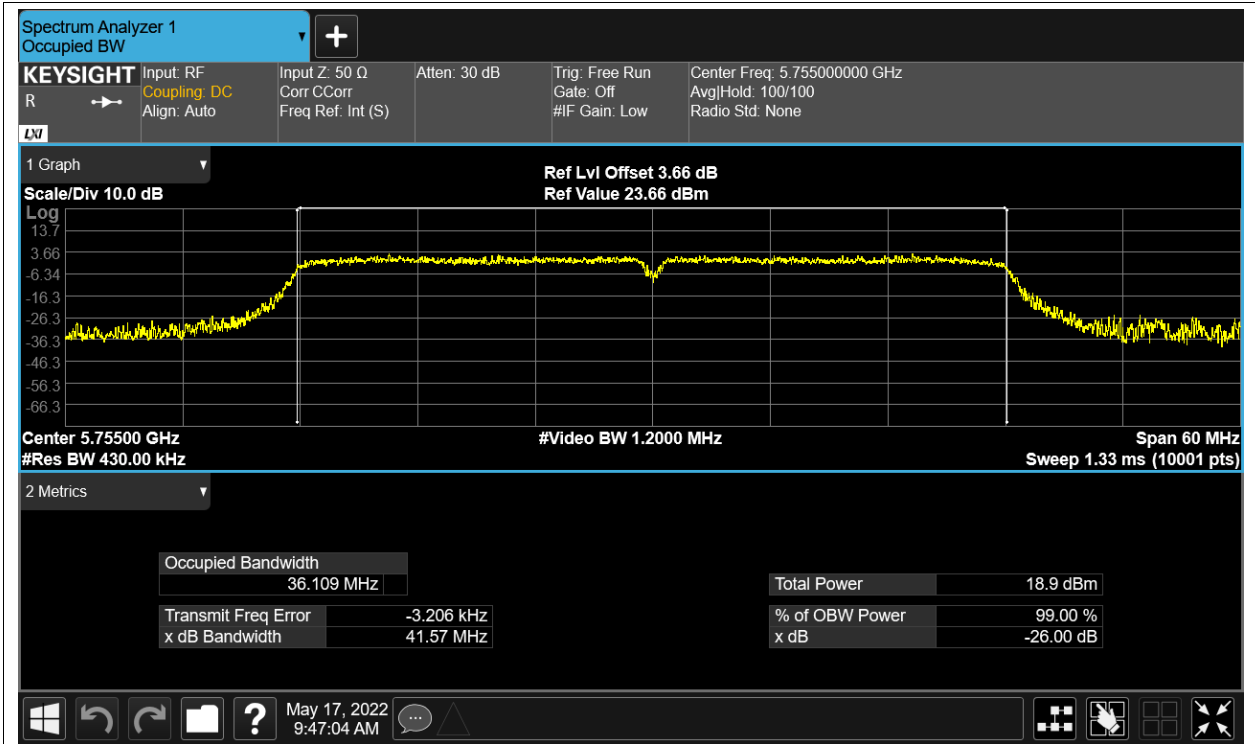 Spectrum Analyzer 1
Occupied BW
KEYSIGHT
R
LXI
Input: RF
Coupling: DC
Align: Auto
Input Z: 50 Ω
Corr CCorr
Freq Ref: Int (S)
Atten: 30 dB
Trig: Free Run
Gate: Off
#IF Gain: Low
Center Freq: 5.755000000 GHz
Avg|Hold: 100/100
Radio Std: None
1 Graph
Scale/Div 10.0 dB
Ref Lvl Offset 3.66 dB
Ref Value 23.66 dBm
Log
13.7
3.66
-6.34
-16.3
-26.3
-36.3
-46.3
-56.3
-66.3
Center 5.75500 GHz
#Video BW 1.2000 MHz
Span 60 MHz
#Res BW 430.00 kHz
Sweep 1.33 ms (10001 pts)
2 Metrics
Occupied Bandwidth
36.109 MHz
Total Power 18.9 dBm
Transmit Freq Error -3.206 kHz
% of OBW Power 99.00 %
x dB Bandwidth 41.57 MHz
x dB -26.00 dB
?
May 17, 2022
9:47:04 AM